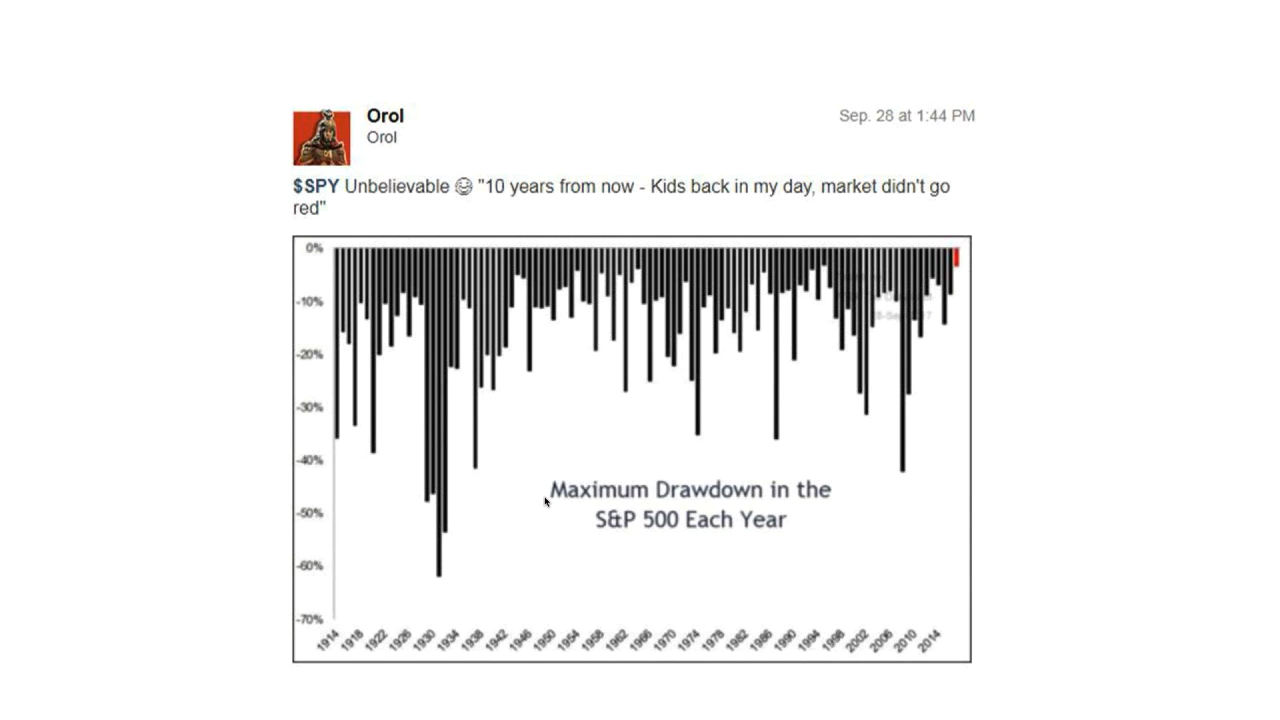 Orol
Sep. 28 at 1:44 PM
Orol
$SPY Unbelievable 😂 "10 years from now - Kids back in my day, market didn't go
red"
0%
-10%
-20%
-30%
-40%
-50%
-60%
-70%
Maximum Drawdown in the
S&P 500 Each Year
1914 1918 1922 1926 1930 1934 1938 1942 1946 1950 1954 1958 1962 1966 1970 1974 1978 1982 1986 1990 1994 1998 2002 2006 2010 2014